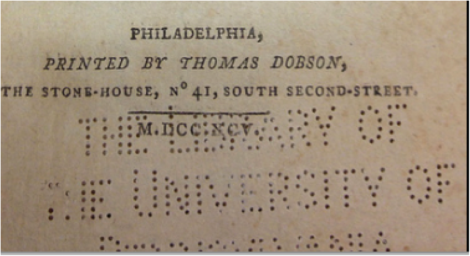 PHILADELPHIA,
PRINTED BY THOMAS DOBSON,
THE STONE-HOUSE, Nº 41, SOUTH SECOND-STREET.
M.DCC.XCV.
THE LIBRARY OF
THE UNIVERSITY OF